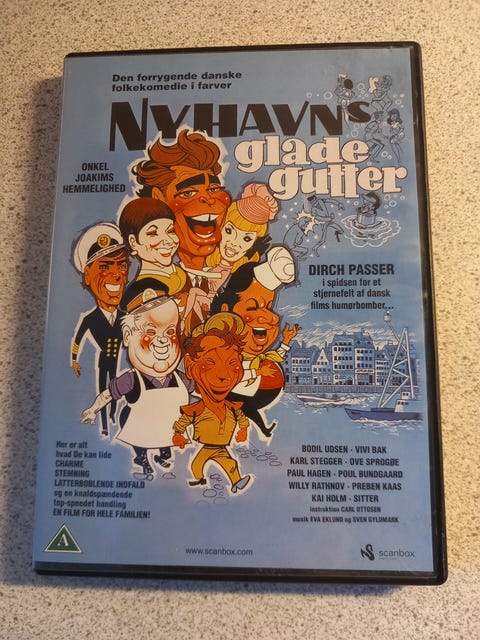 Den forrygende danske
folkekomedie i farver
NYHAVNS
glade
gutter
ONKEL
JOAKIMS
HEMMELIGHED
DIRCH PASSER
i spidsen for et
stjernefelt af dansk
films humørbomber...
BODIL UDSEN · VIVI BAK
KARL STEGGER · OVE SPROGØE
PAUL HAGEN · POUL BUNDGAARD
WILLY RATHNOV · PREBEN KAAS
KAI HOLM · SITTER
instruktion CARL OTTOSEN
musik EVA EKLUND og SVEN GYLDMARK
Her er alt
hvad De kan lide
CHARME
STEMNING
LATTERBOBLENDE INDFALD
og en knaldspændende
top-speedet handling
EN FILM FOR HELE FAMILIEN!
A
www.scanbox.com
scanbox